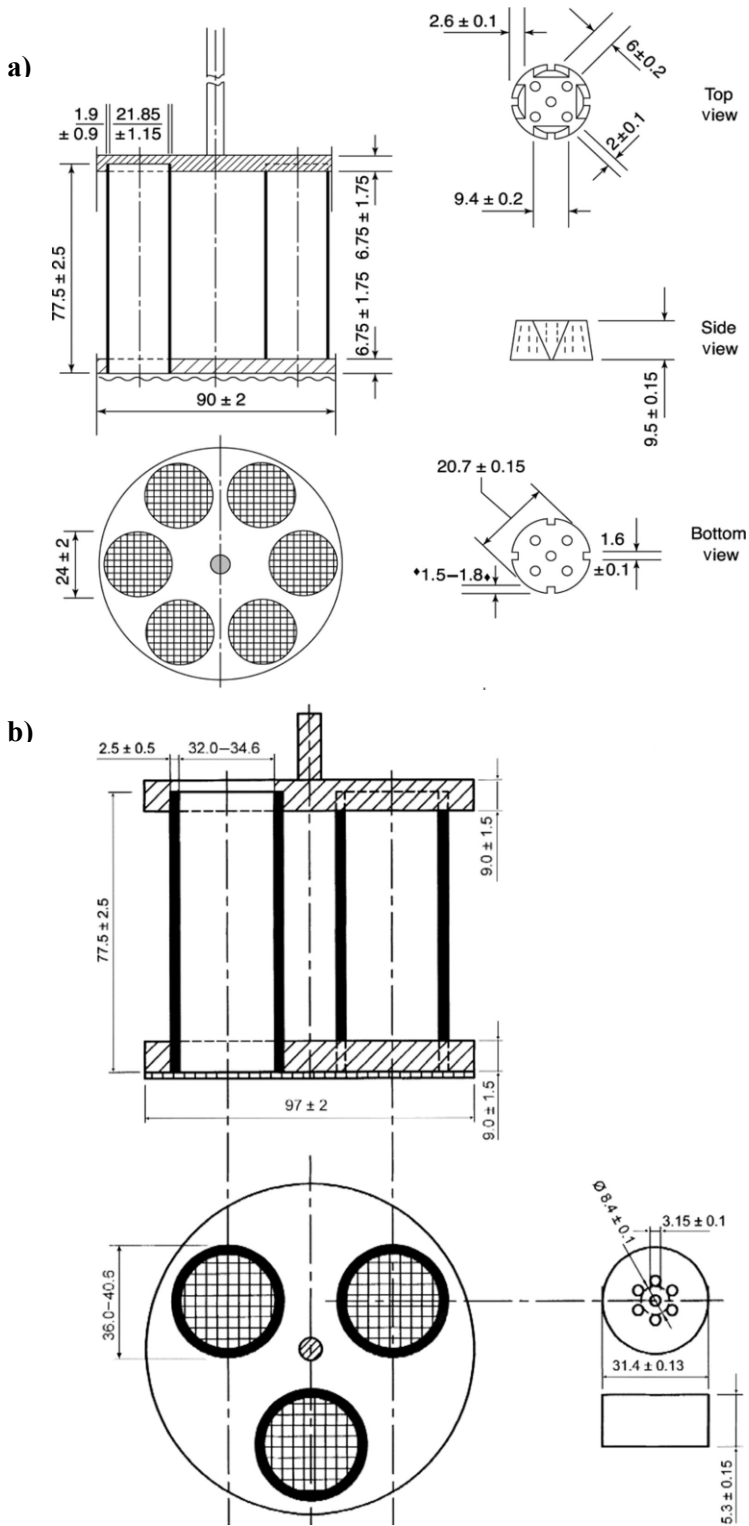 a)
2.6 ± 0.1
6±0.2
Top
view
1.9
± 0.9
21.85
±1.15
2±0.1
9.4 ± 0.2
77.5 ± 2.5
6.75 ± 1.75
6.75 ± 1.75
Side
view
9.5 ± 0.15
90 ± 2
20.7 ± 0.15
24 ± 2
1.6
±0.1
Bottom
view
♦1.5–1.8♦
b)
2.5 ± 0.5
32.0–34.6
9.0 ± 1.5
77.5 ± 2.5
97 ± 2
9.0 ± 1.5
Ø 8.4 ± 0.1
3.15 ± 0.1
36.0–40.6
31.4 ± 0.13
5.3 ± 0.15